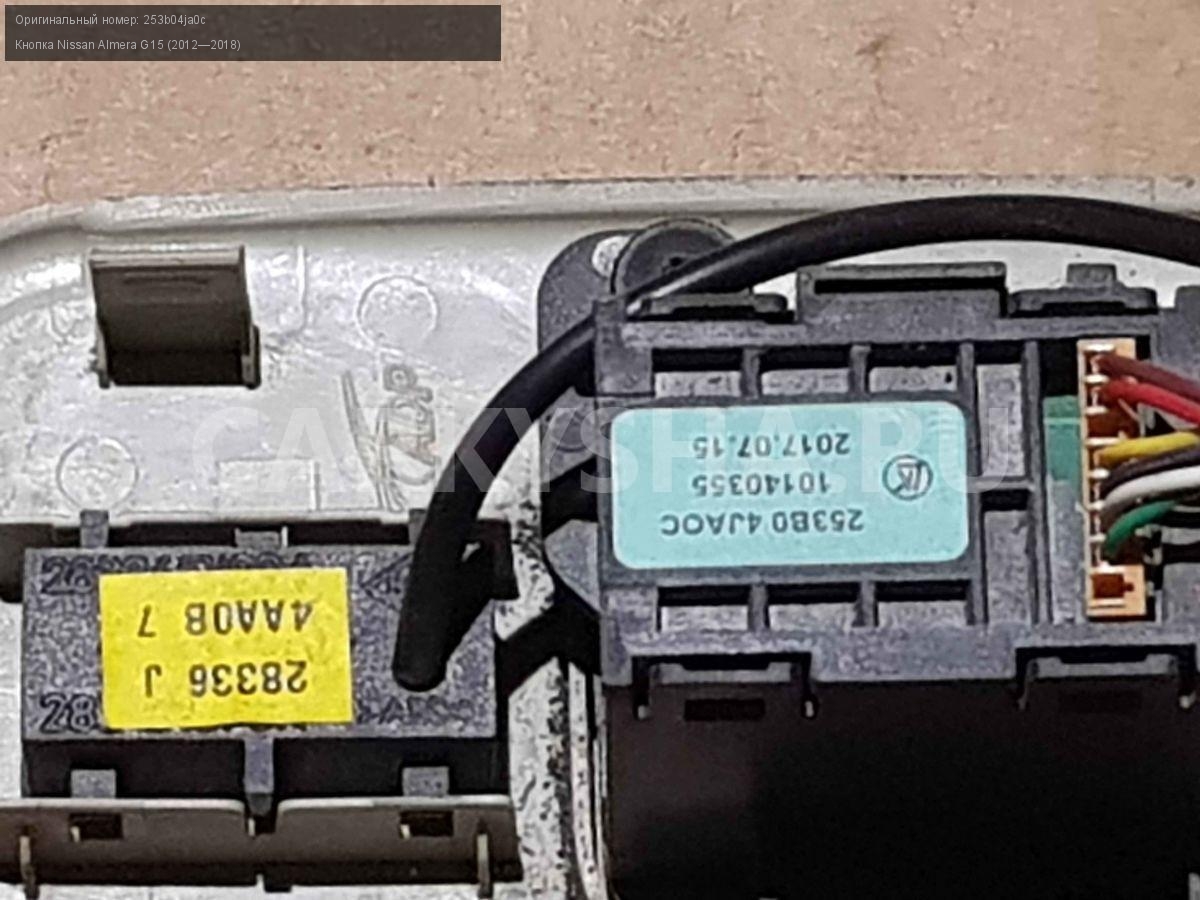 Оригинальный номер: 253b04ja0c
Кнопка Nissan Almera G15 (2012—2018)
CARKYSHA.RU
253B0 4JA0C
10140355
2017.07.15
28336 J
4AA0B 7
28